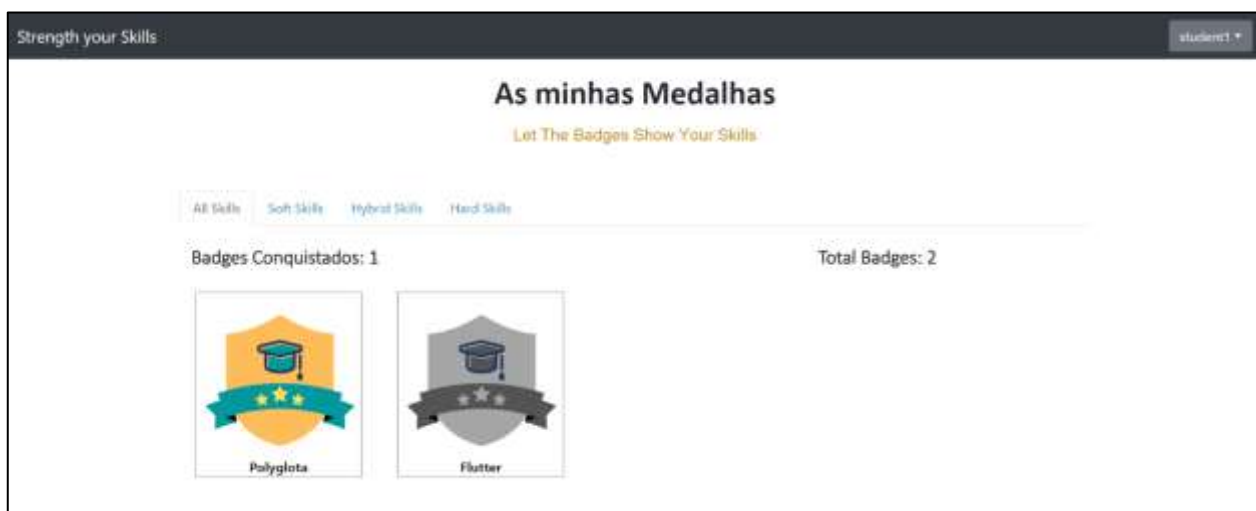 Strength your Skills
student1
As minhas Medalhas
Let The Badges Show Your Skills
All Skills Soft Skills Hybrid Skills Hard Skills
Badges Conquistados: 1 Total Badges: 2
Polyglota Flutter